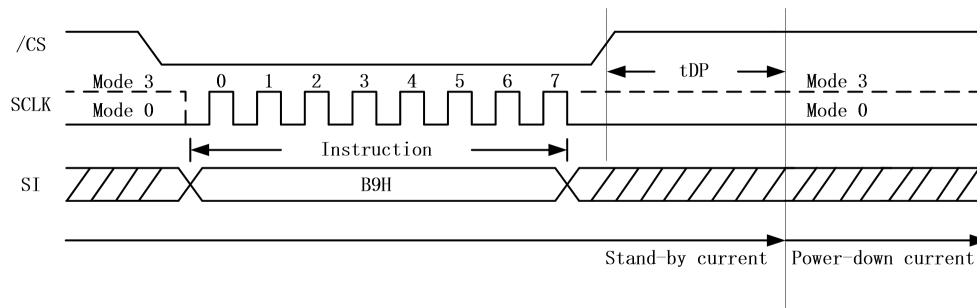 /CS
tDP
Mode 3 0 1 2 3 4 5 6 7 Mode 3
SCLK
Mode 0 Mode 0
Instruction
SI B9H
Stand-by current Power-down current